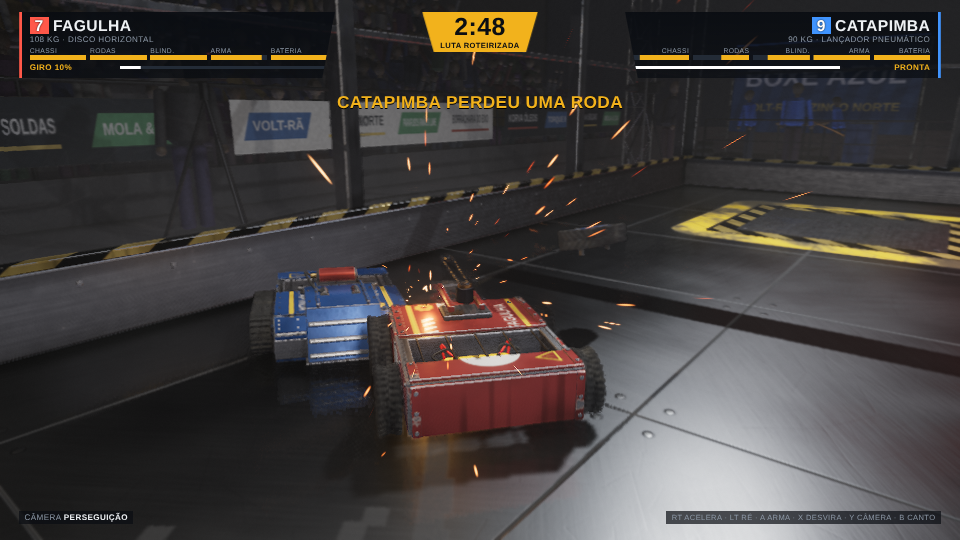 7 FAGULHA
108 KG · DISCO HORIZONTAL
CHASSI RODAS BLIND. ARMA BATERIA
GIRO 10%
2:48
LUTA ROTEIRIZADA
9 CATAPIMBA
90 KG · LANÇADOR PNEUMÁTICO
CHASSI RODAS BLIND. ARMA BATERIA
PRONTA
CATAPIMBA PERDEU UMA RODA
SOLDAS
MOLA &
VOLT-RÃ
NORTE
BOXE AZUL
CÂMERA PERSEGUIÇÃO
RT ACELERA · LT RÉ · A ARMA · X DESVIRA · Y CÂMERA · B CANTO